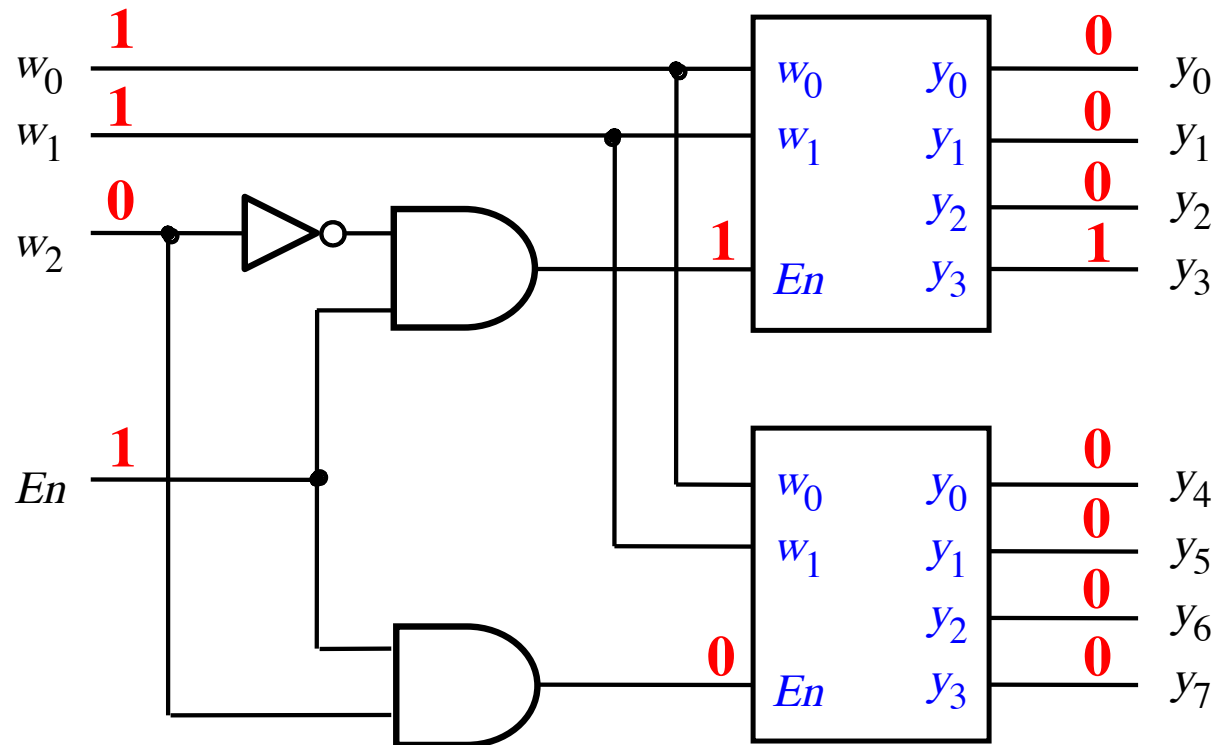 1
w0 w0 y0 0 y0
1
w1 w1 y1 0 y1
0
w2 y2 0 y2
1 En y3 1 y3
1
En
w0 y0 0 y4
w1 y1 0 y5
y2 0 y6
0 En y3 0 y7